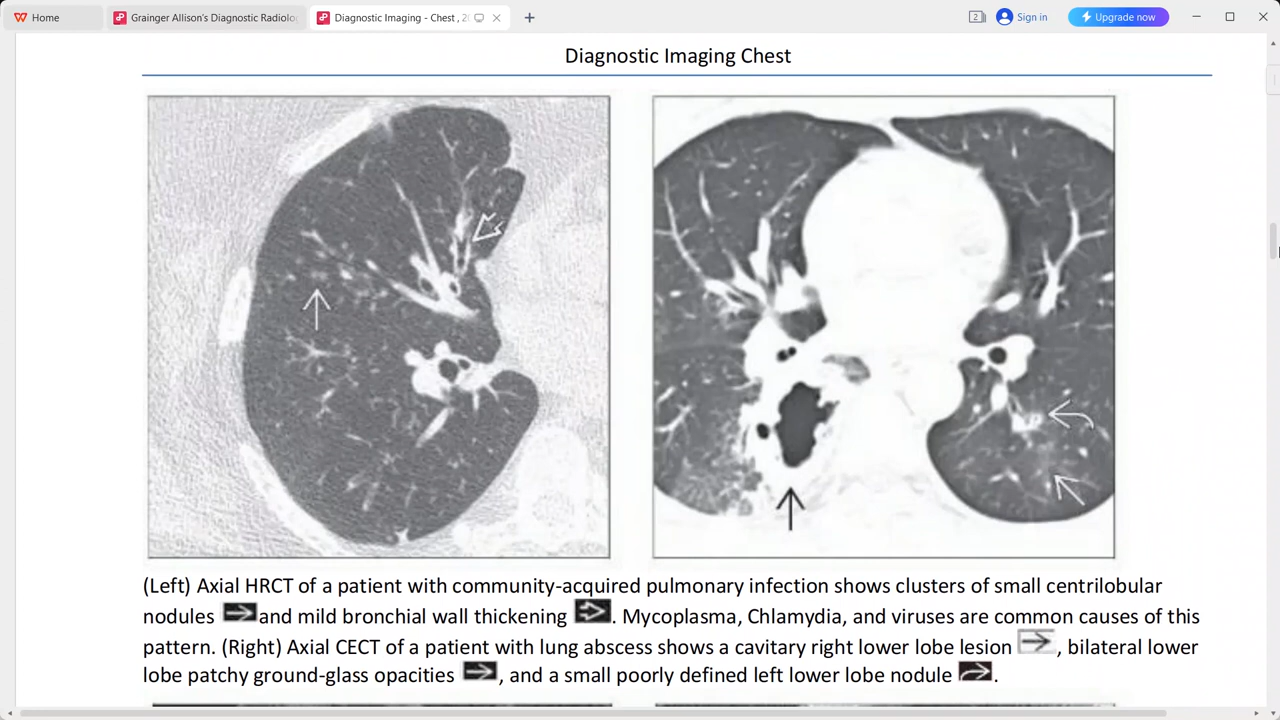 Home
Grainger Allison's Diagnostic Radiolo
Diagnostic Imaging - Chest , 2
2
Sign in
Upgrade now
Diagnostic Imaging Chest
(Left) Axial HRCT of a patient with community-acquired pulmonary infection shows clusters of small centrilobular
nodules and mild bronchial wall thickening . Mycoplasma, Chlamydia, and viruses are common causes of this
pattern. (Right) Axial CECT of a patient with lung abscess shows a cavitary right lower lobe lesion , bilateral lower
lobe patchy ground-glass opacities , and a small poorly defined left lower lobe nodule .